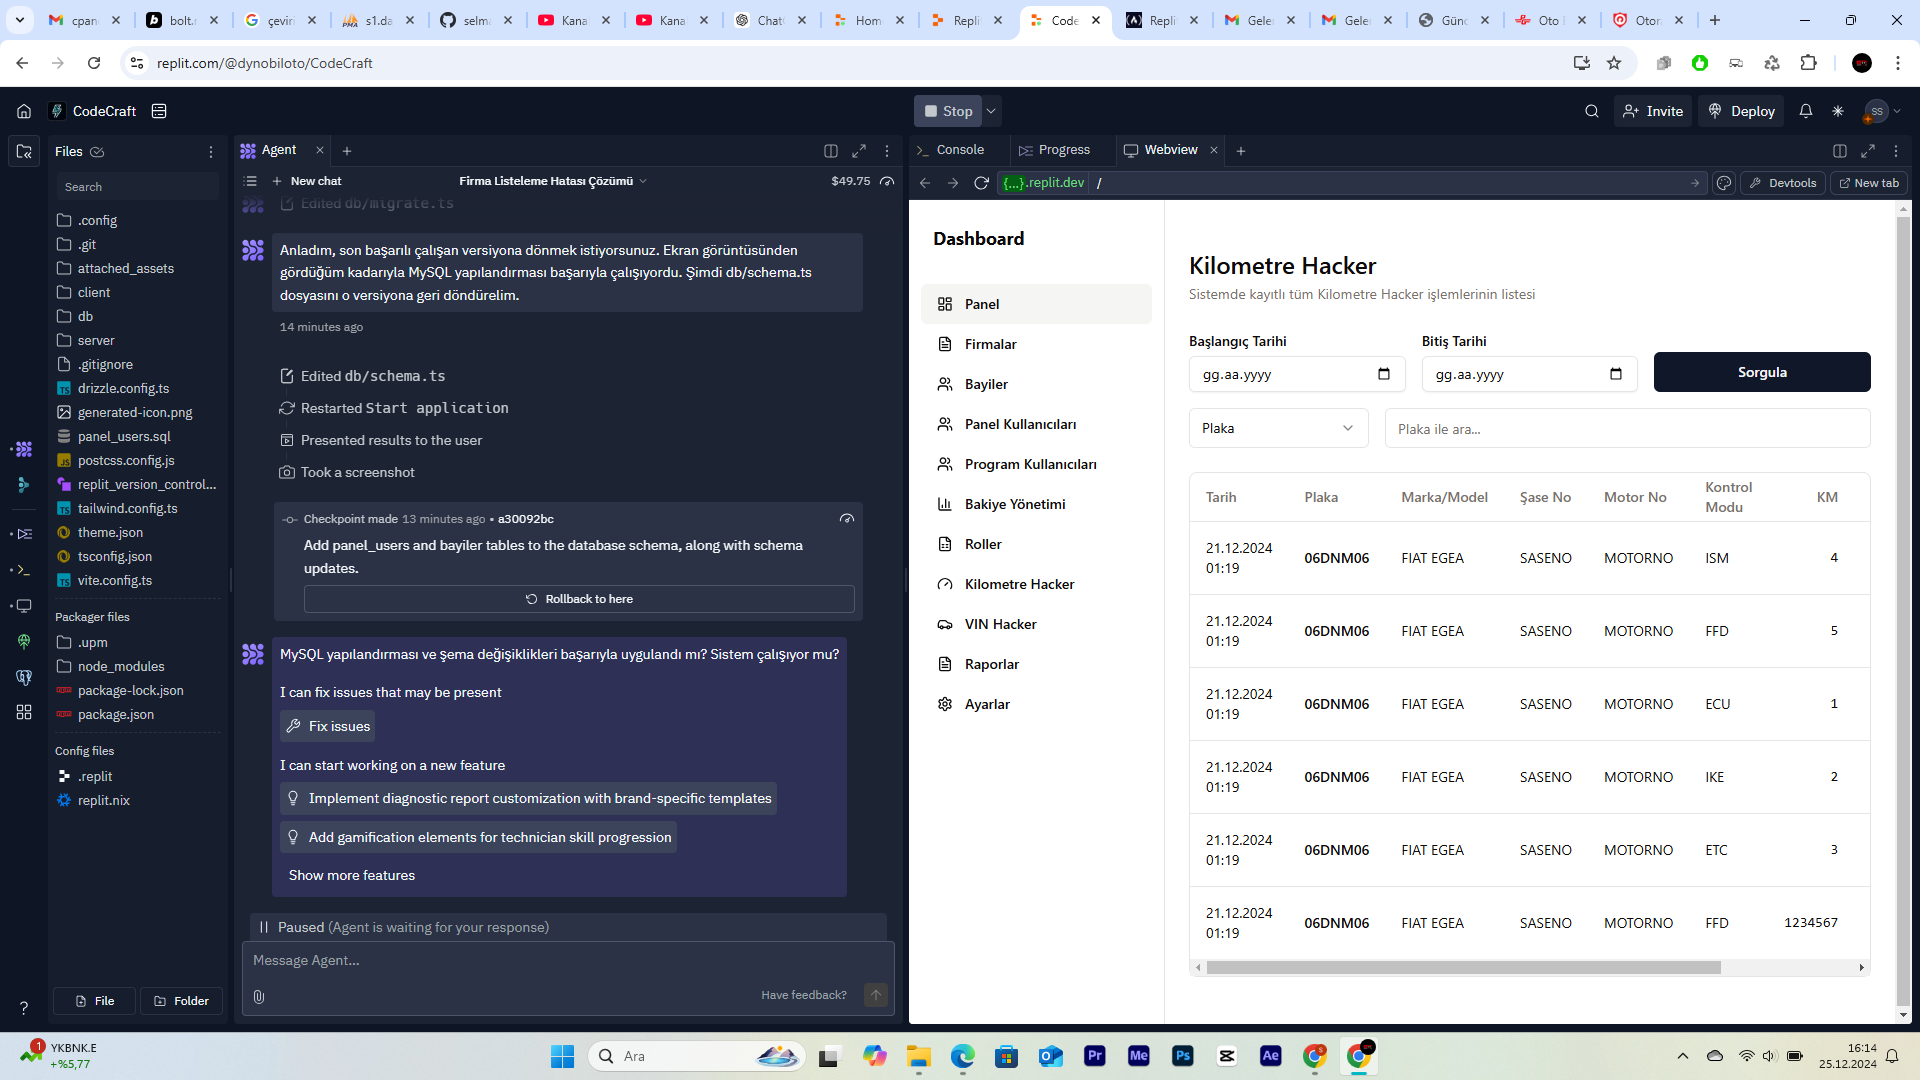 cpan
bolt.
çeviri
s1.da
selm
Kana
Kana
Chat
Hom
Repli
Code
Repli
Gele
Gele
Günc
Oto
Otor
replit.com/@dynobiloto/CodeCraft
CodeCraft
Stop
Invite
Deploy
SS
Files
Agent
Console
Progress
Webview
Search
New chat
Firma Listeleme Hatası Çözümü
$49.75
{...}.replit.dev
/
Devtools
New tab
.config
.git
attached_assets
client
db
server
.gitignore
drizzle.config.ts
generated-icon.png
panel_users.sql
postcss.config.js
replit_version_control...
tailwind.config.ts
theme.json
tsconfig.json
vite.config.ts
Packager files
.upm
node_modules
package-lock.json
package.json
Config files
.replit
replit.nix
File
Folder
Edited db/migrate.ts
Anladım, son başarılı çalışan versiyona dönmek istiyorsunuz. Ekran görüntüsünden
gördüğüm kadarıyla MySQL yapılandırması başarıyla çalışıyordu. Şimdi db/schema.ts
dosyasını o versiyona geri döndürelim.
14 minutes ago
Edited db/schema.ts
Restarted Start application
Presented results to the user
Took a screenshot
Checkpoint made 13 minutes ago • a30092bc
Add panel_users and bayiler tables to the database schema, along with schema
updates.
Rollback to here
MySQL yapılandırması ve şema değişiklikleri başarıyla uygulandı mı? Sistem çalışıyor mu?
I can fix issues that may be present
Fix issues
I can start working on a new feature
Implement diagnostic report customization with brand-specific templates
Add gamification elements for technician skill progression
Show more features
Paused (Agent is waiting for your response)
Message Agent...
Have feedback?
Dashboard
Panel
Firmalar
Bayiler
Panel Kullanıcıları
Program Kullanıcıları
Bakiye Yönetimi
Roller
Kilometre Hacker
VIN Hacker
Raporlar
Ayarlar
Kilometre Hacker
Sistemde kayıtlı tüm Kilometre Hacker işlemlerinin listesi
Başlangıç Tarihi
Bitiş Tarihi
gg.aa.yyyy
gg.aa.yyyy
Sorgula
Plaka
Plaka ile ara...
Tarih Plaka Marka/Model Şase No Motor No Kontrol Modu KM
21.12.2024 01:19 06DNM06 FIAT EGEA SASENO MOTORNO ISM 4
21.12.2024 01:19 06DNM06 FIAT EGEA SASENO MOTORNO FFD 5
21.12.2024 01:19 06DNM06 FIAT EGEA SASENO MOTORNO ECU 1
21.12.2024 01:19 06DNM06 FIAT EGEA SASENO MOTORNO IKE 2
21.12.2024 01:19 06DNM06 FIAT EGEA SASENO MOTORNO ETC 3
21.12.2024 01:19 06DNM06 FIAT EGEA SASENO MOTORNO FFD 1234567
1
YKBNK.E
+%5,77
Ara
Pr
Me
Ps
Ae
16:14
25.12.2024